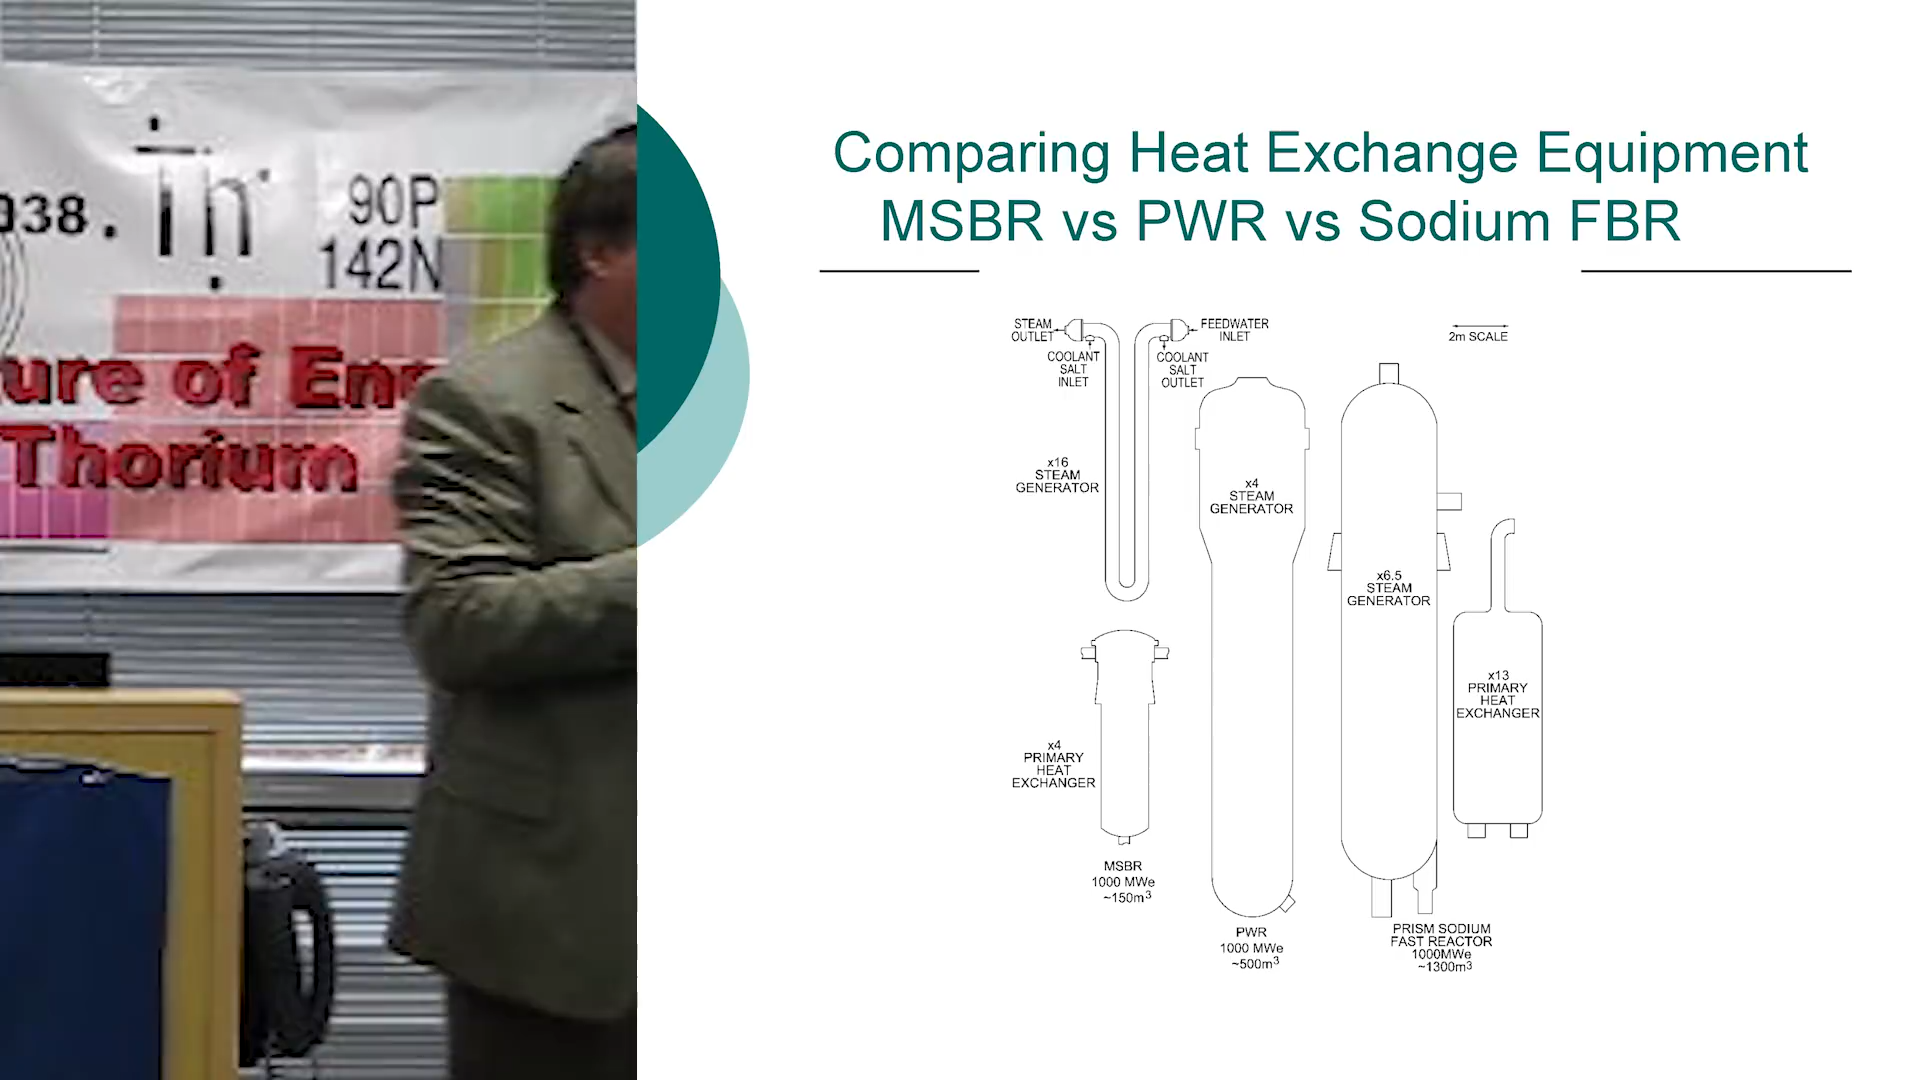 038.
Th
90P
142N
ure of En
Thorium
Comparing Heat Exchange Equipment
MSBR vs PWR vs Sodium FBR
STEAM
OUTLET
FEEDWATER
INLET
COOLANT
SALT
INLET
COOLANT
SALT
OUTLET
2m SCALE
x16
STEAM
GENERATOR
x4
STEAM
GENERATOR
x6.5
STEAM
GENERATOR
x13
PRIMARY
HEAT
EXCHANGER
x4
PRIMARY
HEAT
EXCHANGER
MSBR
1000 MWe
~150m³
PWR
1000 MWe
~500m³
PRISM SODIUM
FAST REACTOR
1000MWe
~1300m³